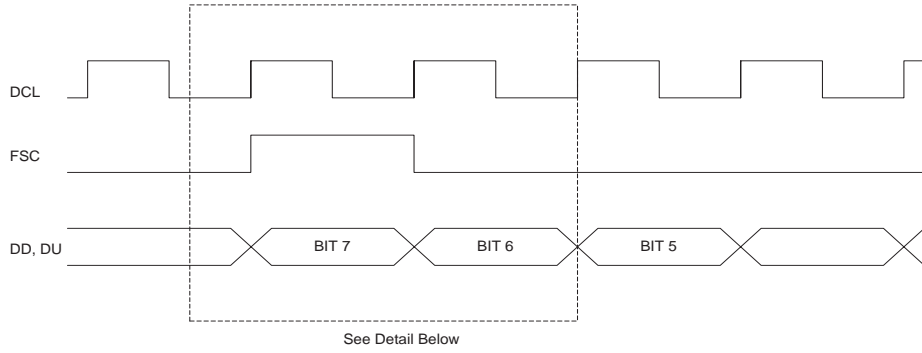 DCL
FSC
DD, DU
BIT 7
BIT 6
BIT 5
See Detail Below